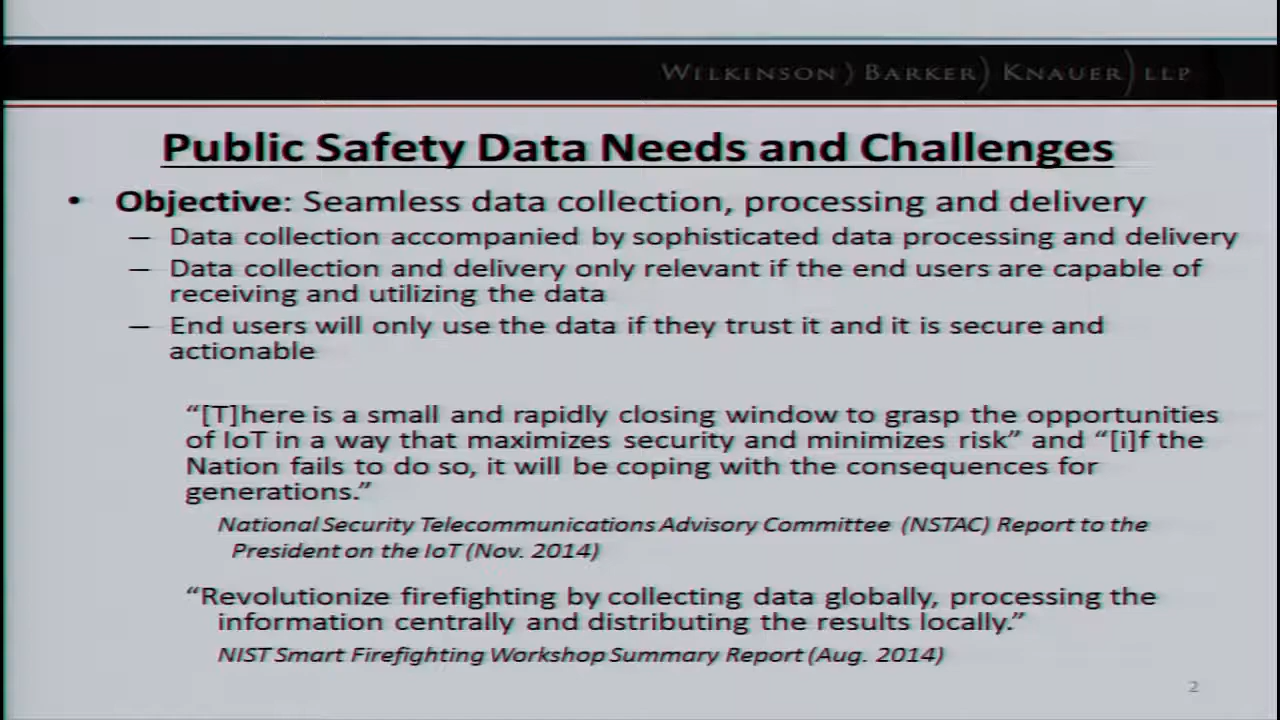 WILKINSON) BARKER) KNAUER) LLP
Public Safety Data Needs and Challenges
• Objective: Seamless data collection, processing and delivery
– Data collection accompanied by sophisticated data processing and delivery
– Data collection and delivery only relevant if the end users are capable of
receiving and utilizing the data
– End users will only use the data if they trust it and it is secure and
actionable
“[T]here is a small and rapidly closing window to grasp the opportunities
of IoT in a way that maximizes security and minimizes risk” and “[i]f the
Nation fails to do so, it will be coping with the consequences for
generations.”
National Security Telecommunications Advisory Committee (NSTAC) Report to the
President on the IoT (Nov. 2014)
“Revolutionize firefighting by collecting data globally, processing the
information centrally and distributing the results locally.”
NIST Smart Firefighting Workshop Summary Report (Aug. 2014)
2